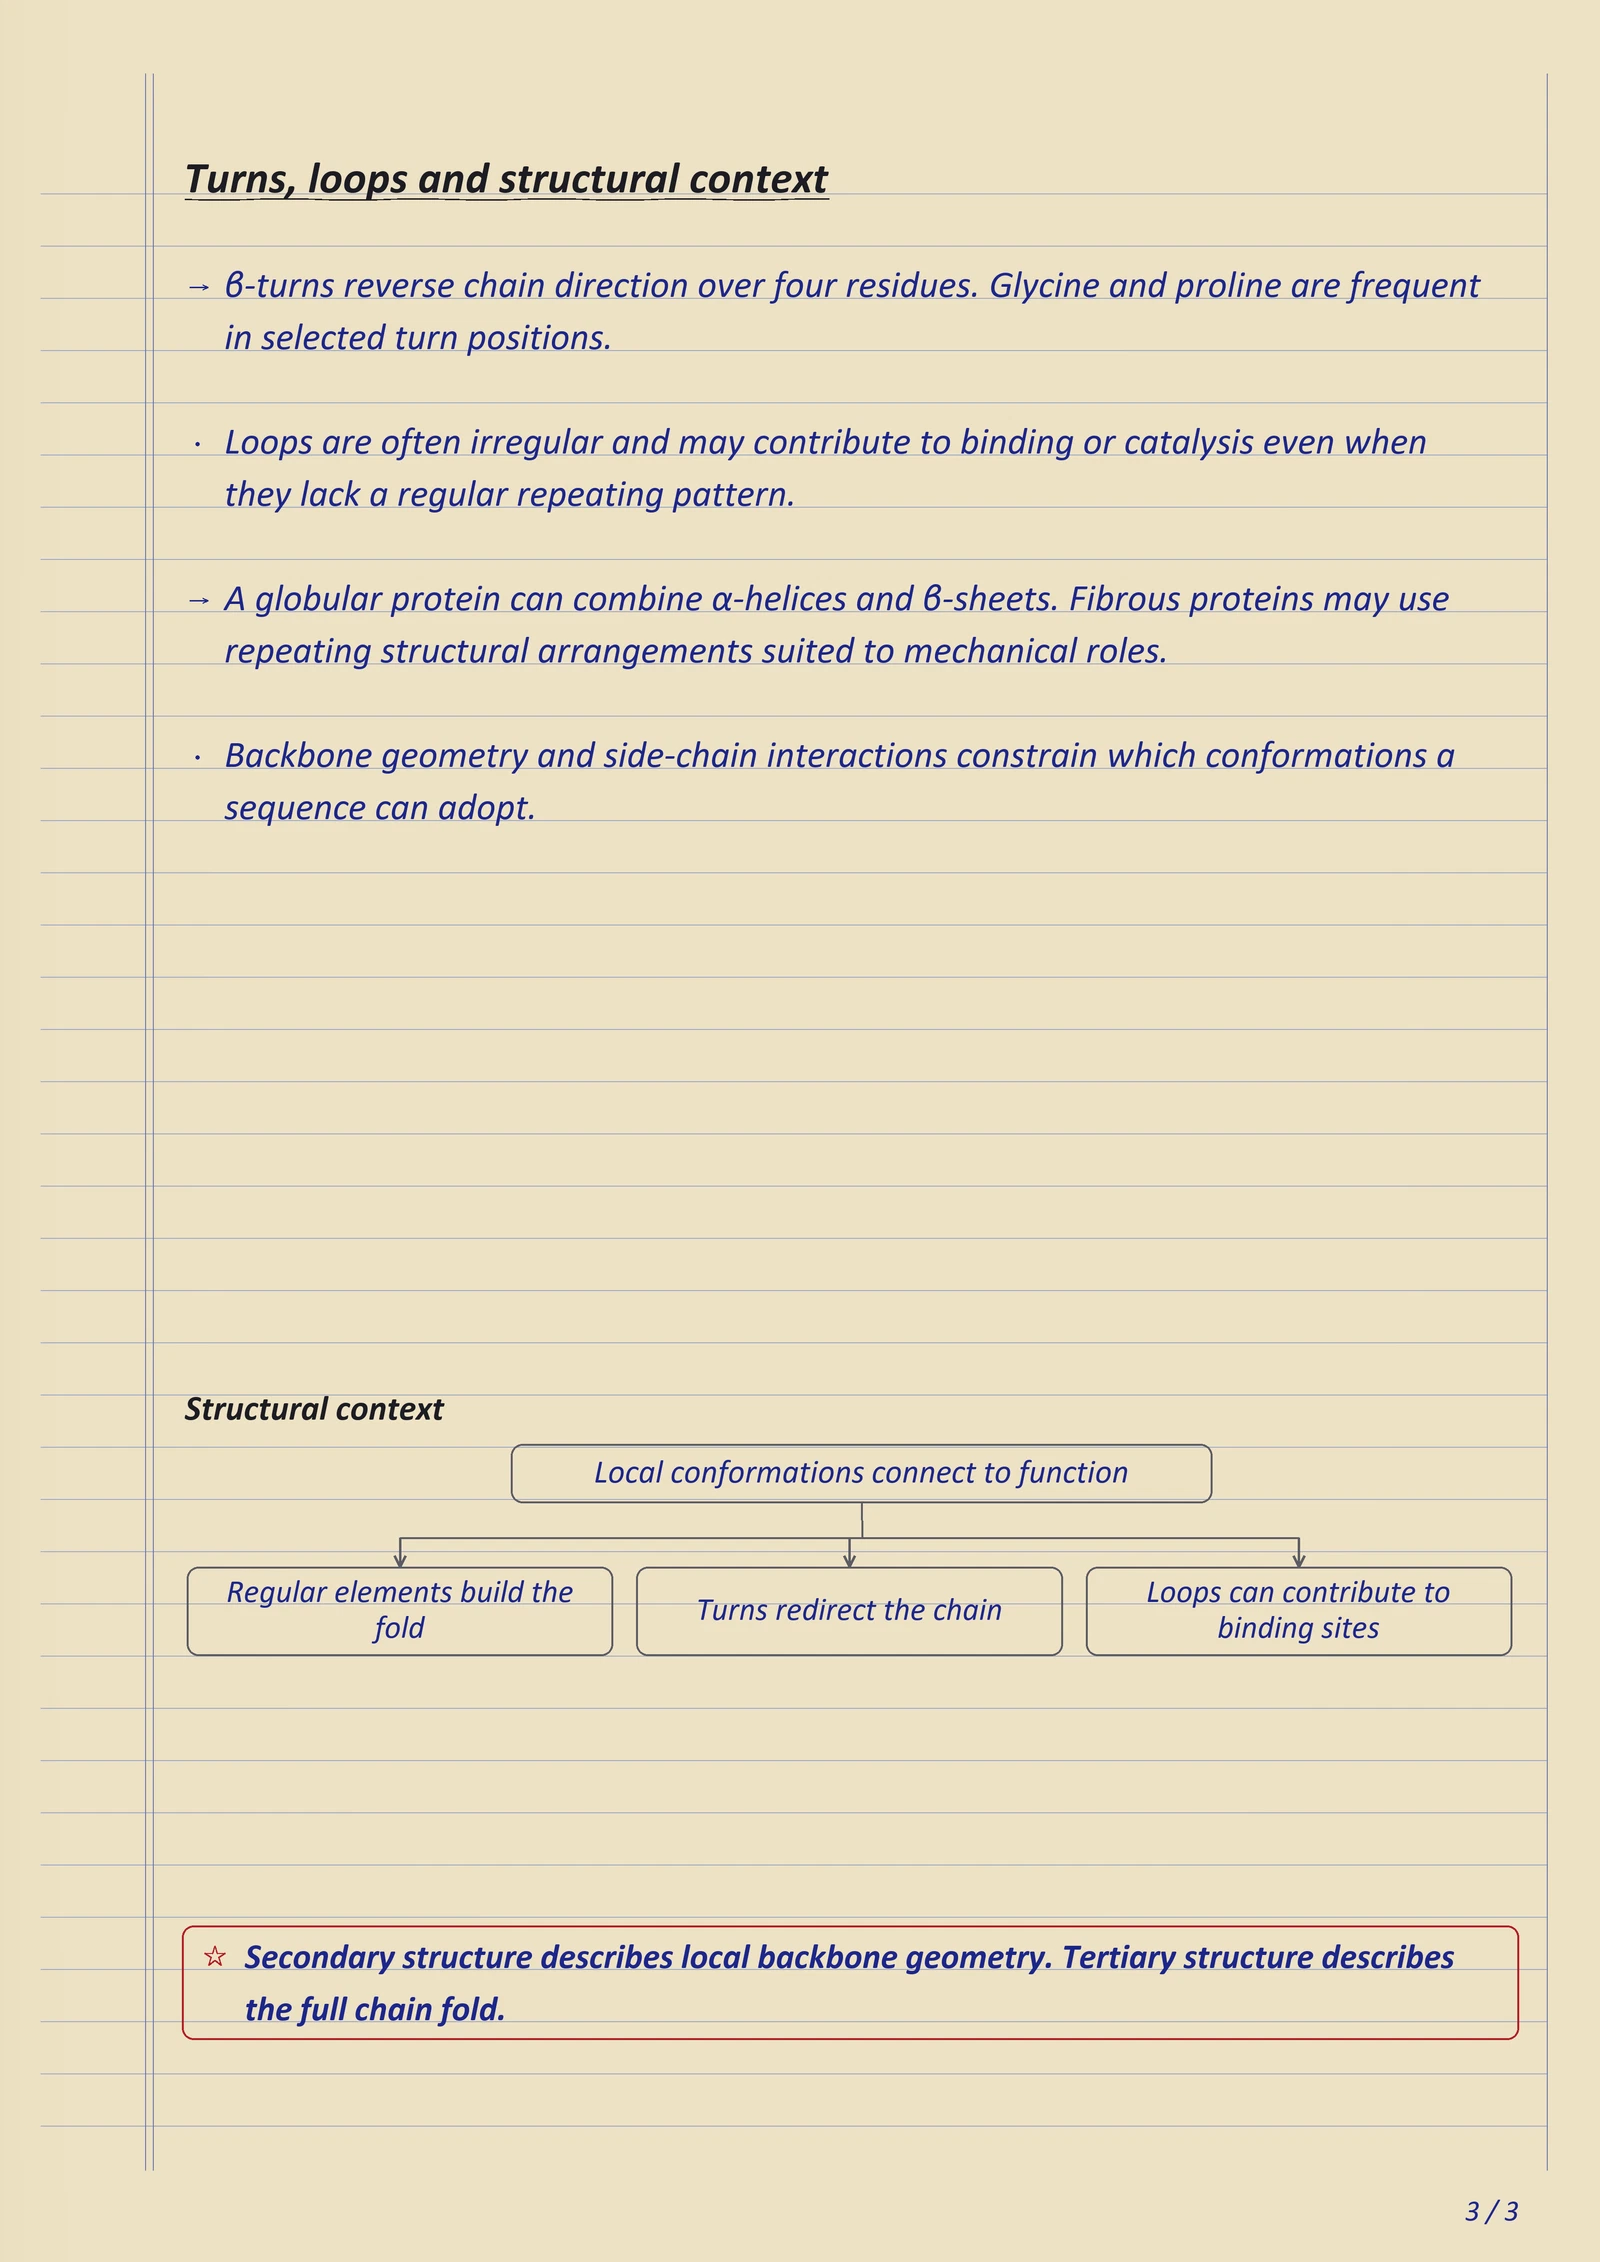 Turns, loops and structural context
→ β-turns reverse chain direction over four residues. Glycine and proline are frequent
in selected turn positions.
· Loops are often irregular and may contribute to binding or catalysis even when
they lack a regular repeating pattern.
→ A globular protein can combine α-helices and β-sheets. Fibrous proteins may use
repeating structural arrangements suited to mechanical roles.
· Backbone geometry and side-chain interactions constrain which conformations a
sequence can adopt.
Structural context
Local conformations connect to function
Regular elements build the
fold
Turns redirect the chain
Loops can contribute to
binding sites
☆ Secondary structure describes local backbone geometry. Tertiary structure describes
the full chain fold.
3 / 3